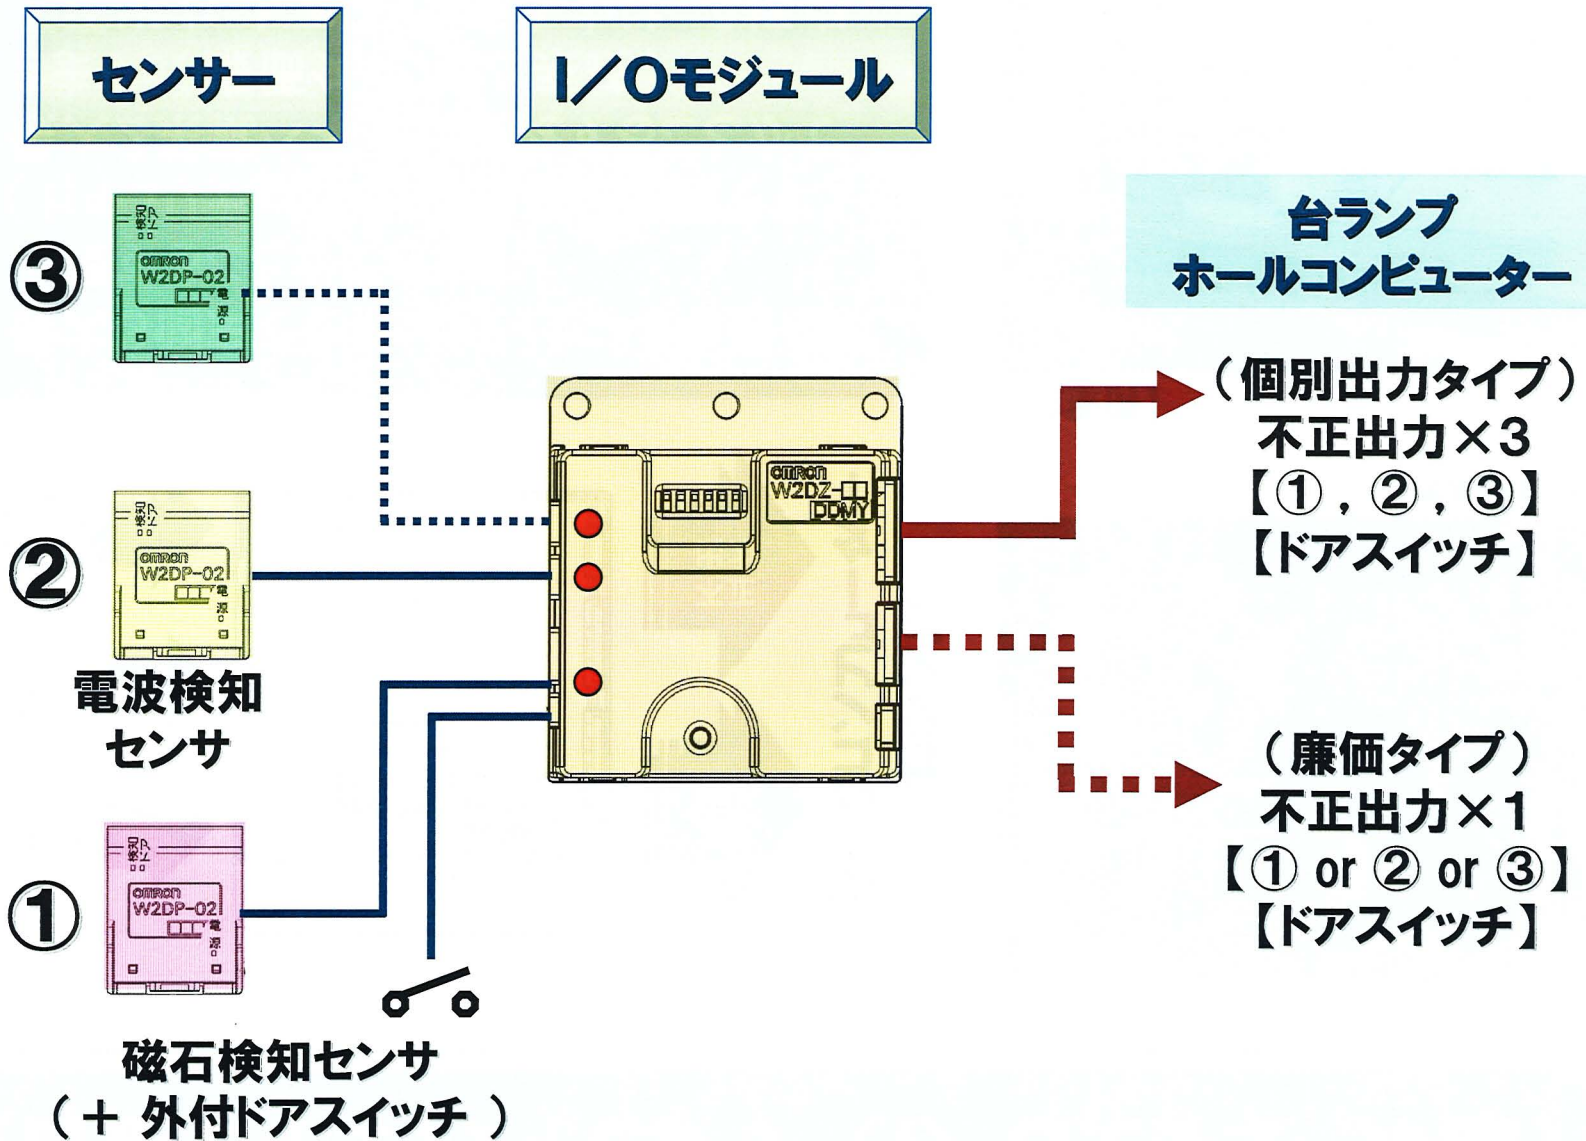 センサー
I／Oモジュール
台ランプ
ホールコンピューター
③
検知
ドア
omron
W2DP-02
電源
②
検知
ドア
omron
W2DP-02
電源
電波検知
センサ
①
検知
ドア
omron
W2DP-02
電源
磁石検知センサ
（＋ 外付ドアスイッチ ）
omron
W2DZ-□□
DDMY
（個別出力タイプ）
不正出力×3
【①，②，③】
【ドアスイッチ】
（廉価タイプ）
不正出力×1
【① or ② or ③】
【ドアスイッチ】